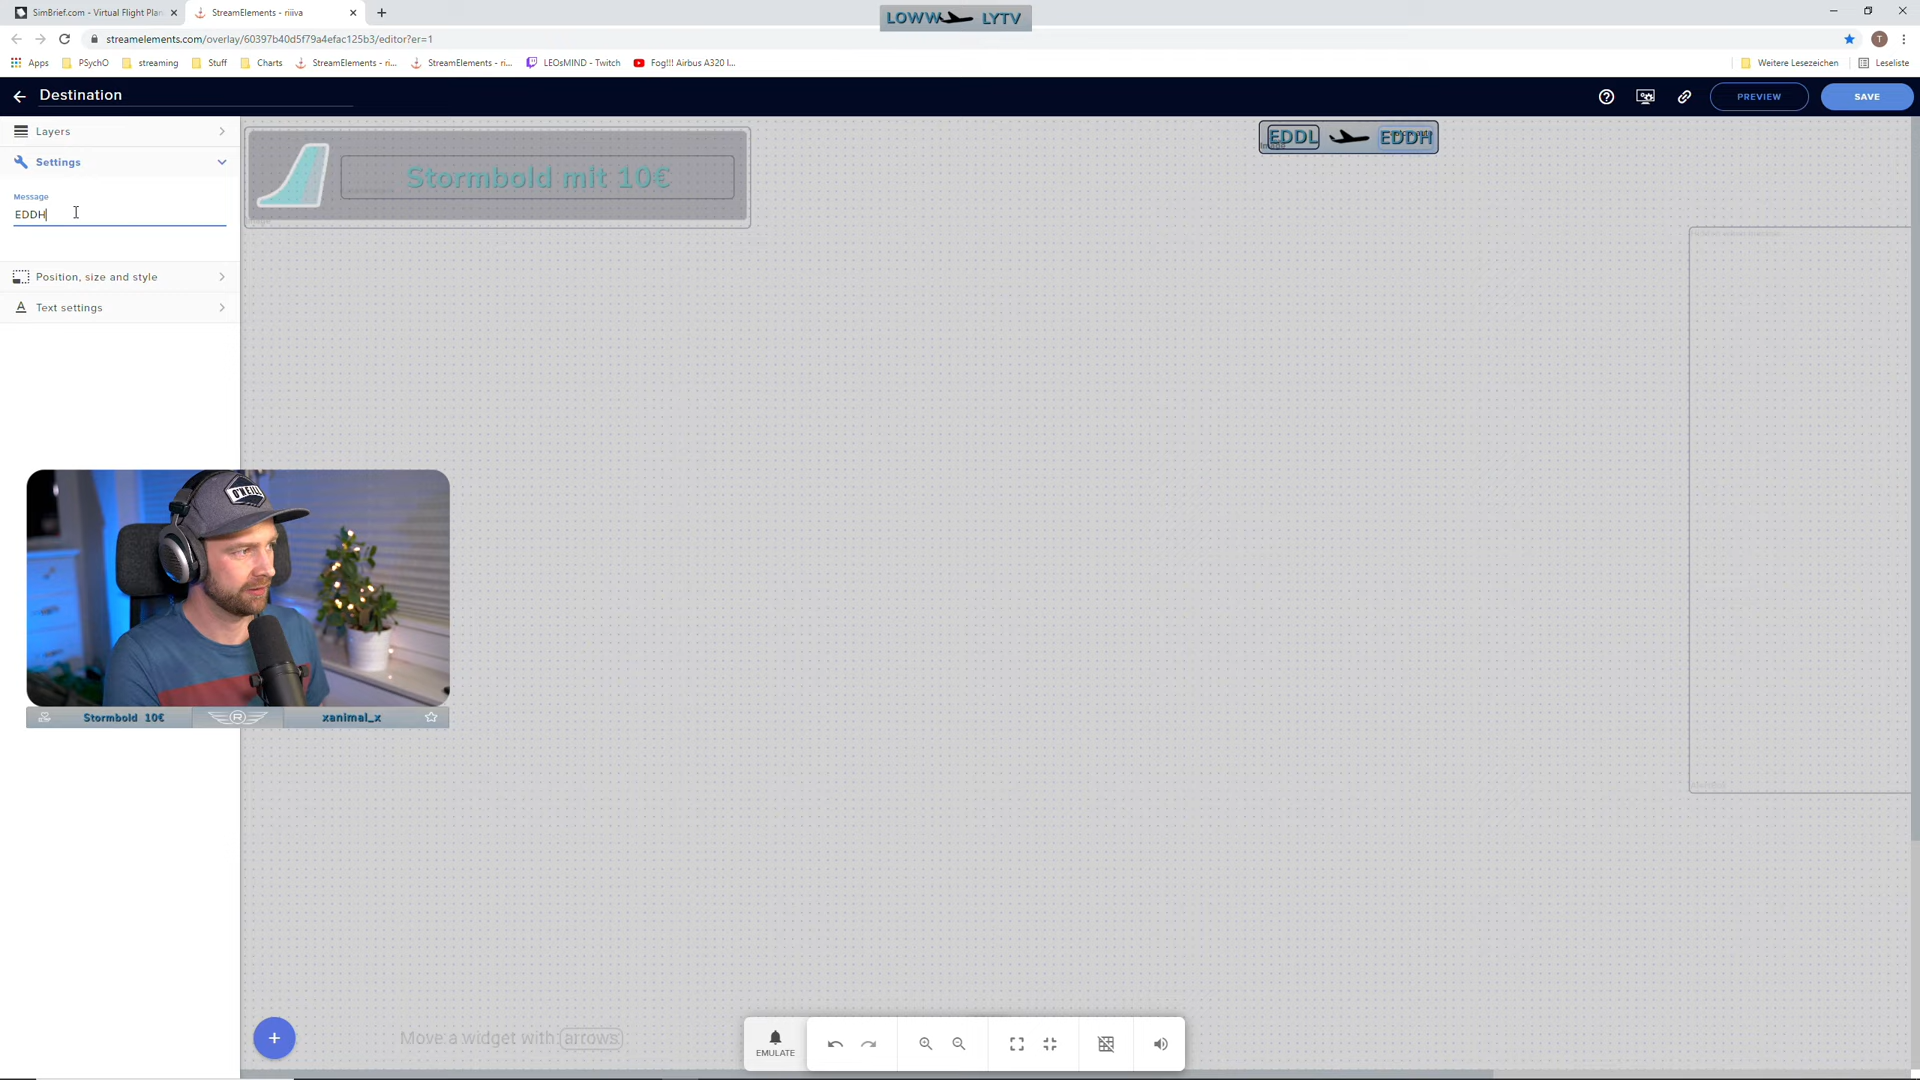 SimBrief.com - Virtual Flight Plan
StreamElements - riiiva
LOWW LYTV
streamelements.com/overlay/60397b40d5f79a4efac125b3/editor?er=1
Apps PSychO streaming Stuff Charts StreamElements - ri... StreamElements - ri... LEOsMIND - Twitch Fog!!! Airbus A320 I... Weitere Lesezeichen Leseliste
Destination
PREVIEW SAVE
Layers
Settings
Message
EDDH
Position, size and style
Text settings
Stormbold mit 10€
EDDL EDDH
Image
O'NEILL
Stormbold 10€ R xanimal_x
Move a widget with arrows
EMULATE